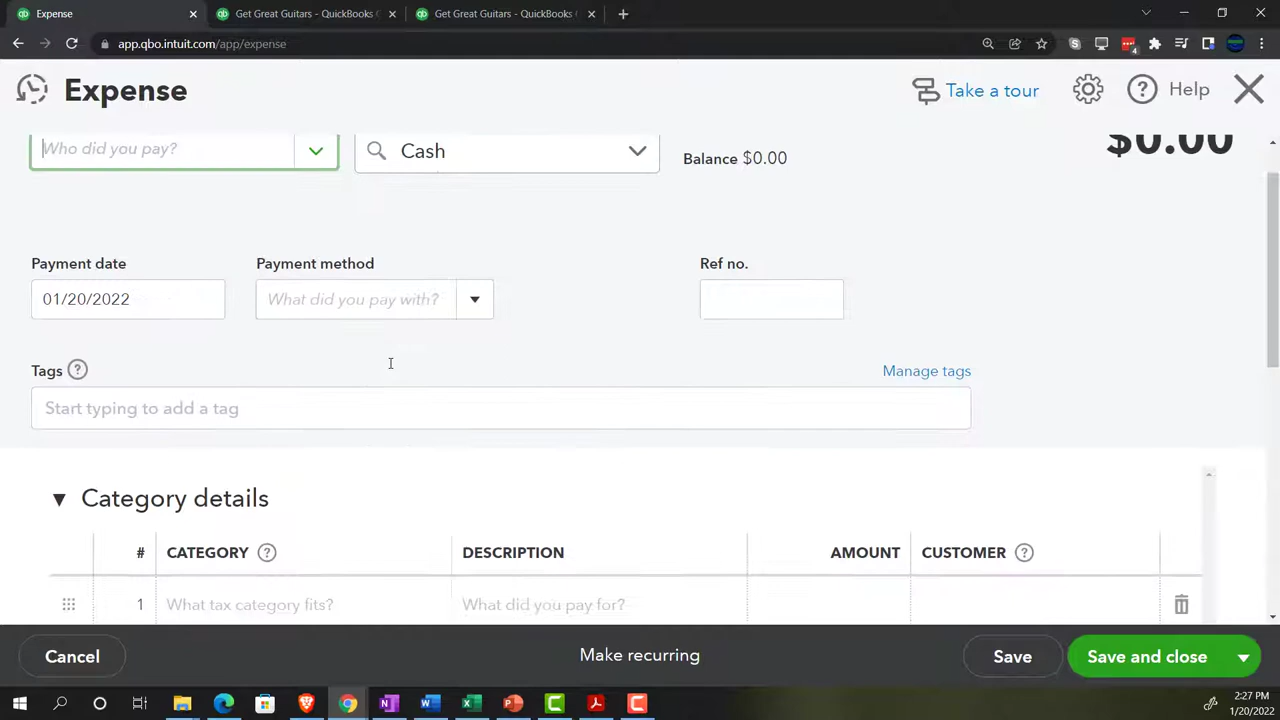 Expense
Get Great Guitars - QuickBooks
Get Great Guitars - QuickBooks
app.qbo.intuit.com/app/expense
4
Expense
Take a tour
Help
Who did you pay?
Cash
Balance $0.00
$0.00
Payment date
Payment method
Ref no.
01/20/2022
What did you pay with?
Tags
Manage tags
Start typing to add a tag
Category details
# CATEGORY DESCRIPTION AMOUNT CUSTOMER
1 What tax category fits? What did you pay for?
Cancel
Make recurring
Save
Save and close
2:27 PM
1/20/2022